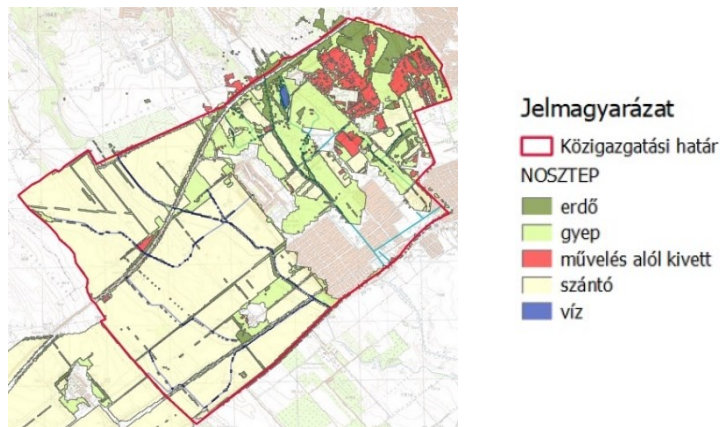 Jelmagyarázat
Közigazgatási határ
NOSZTEP
erdő
gyep
művelés alól kivett
szántó
víz